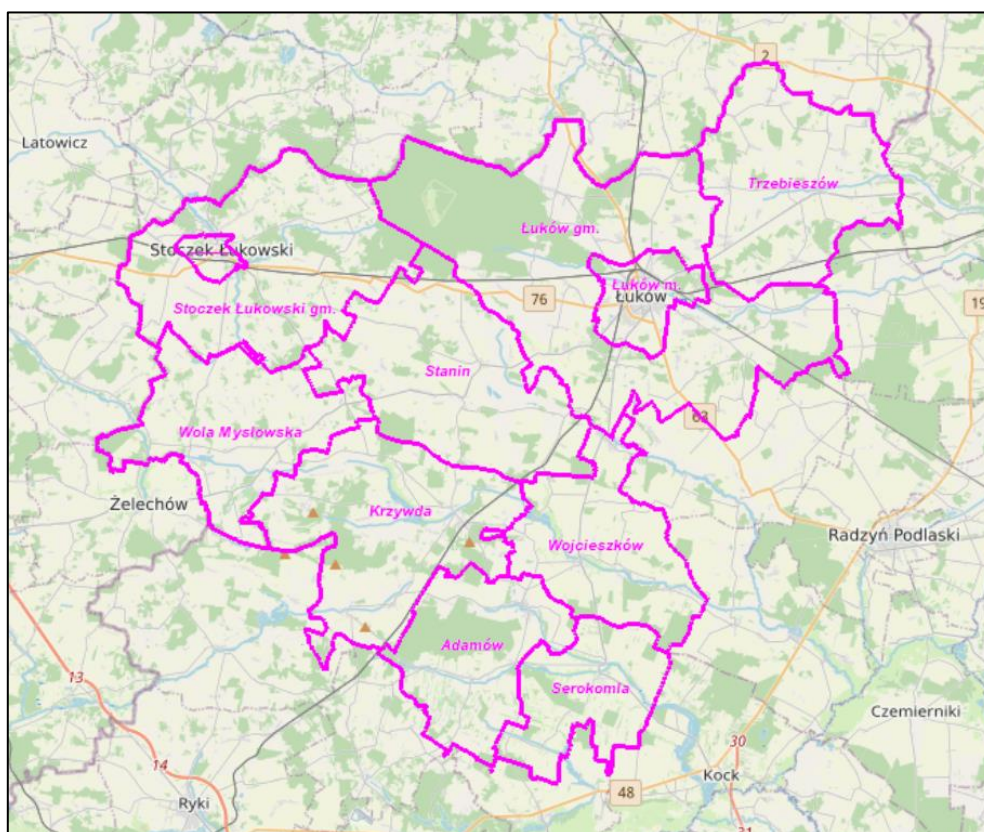 2
Latowicz
Trzebieszów
Łuków gm.
Stoczek Łukowski
Łuków m.
Łuków
76
19
Stoczek Łukowski gm.
Stanin
63
Wola Mysłowska
Żelechów
Krzywda
Radzyń Podlaski
Wojcieszków
Adamów
13
Serokomla
Czemierniki
30
14
Kock
48
Ryki
31